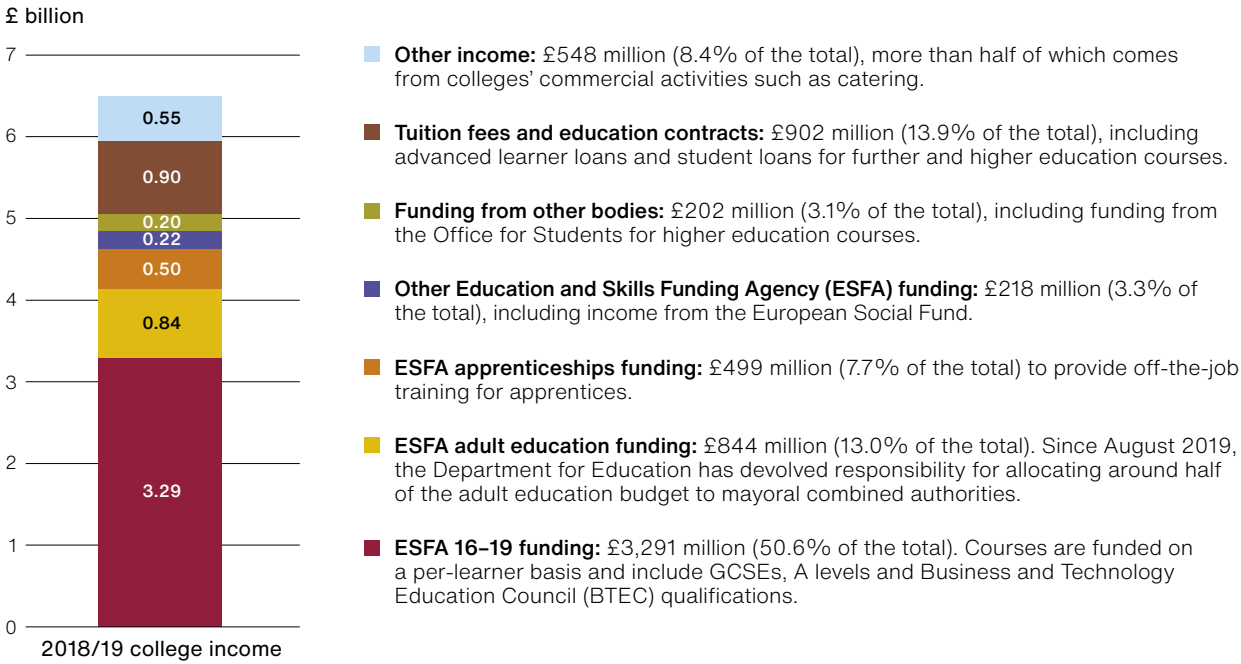 £ billion
7
6
5
4
3
2
1
0
0.55
0.90
0.20
0.22
0.50
0.84
3.29
2018/19 college income
Other income: £548 million (8.4% of the total), more than half of which comes
from colleges’ commercial activities such as catering.
Tuition fees and education contracts: £902 million (13.9% of the total), including
advanced learner loans and student loans for further and higher education courses.
Funding from other bodies: £202 million (3.1% of the total), including funding from
the Office for Students for higher education courses.
Other Education and Skills Funding Agency (ESFA) funding: £218 million (3.3% of
the total), including income from the European Social Fund.
ESFA apprenticeships funding: £499 million (7.7% of the total) to provide off-the-job
training for apprentices.
ESFA adult education funding: £844 million (13.0% of the total). Since August 2019,
the Department for Education has devolved responsibility for allocating around half
of the adult education budget to mayoral combined authorities.
ESFA 16–19 funding: £3,291 million (50.6% of the total). Courses are funded on
a per-learner basis and include GCSEs, A levels and Business and Technology
Education Council (BTEC) qualifications.